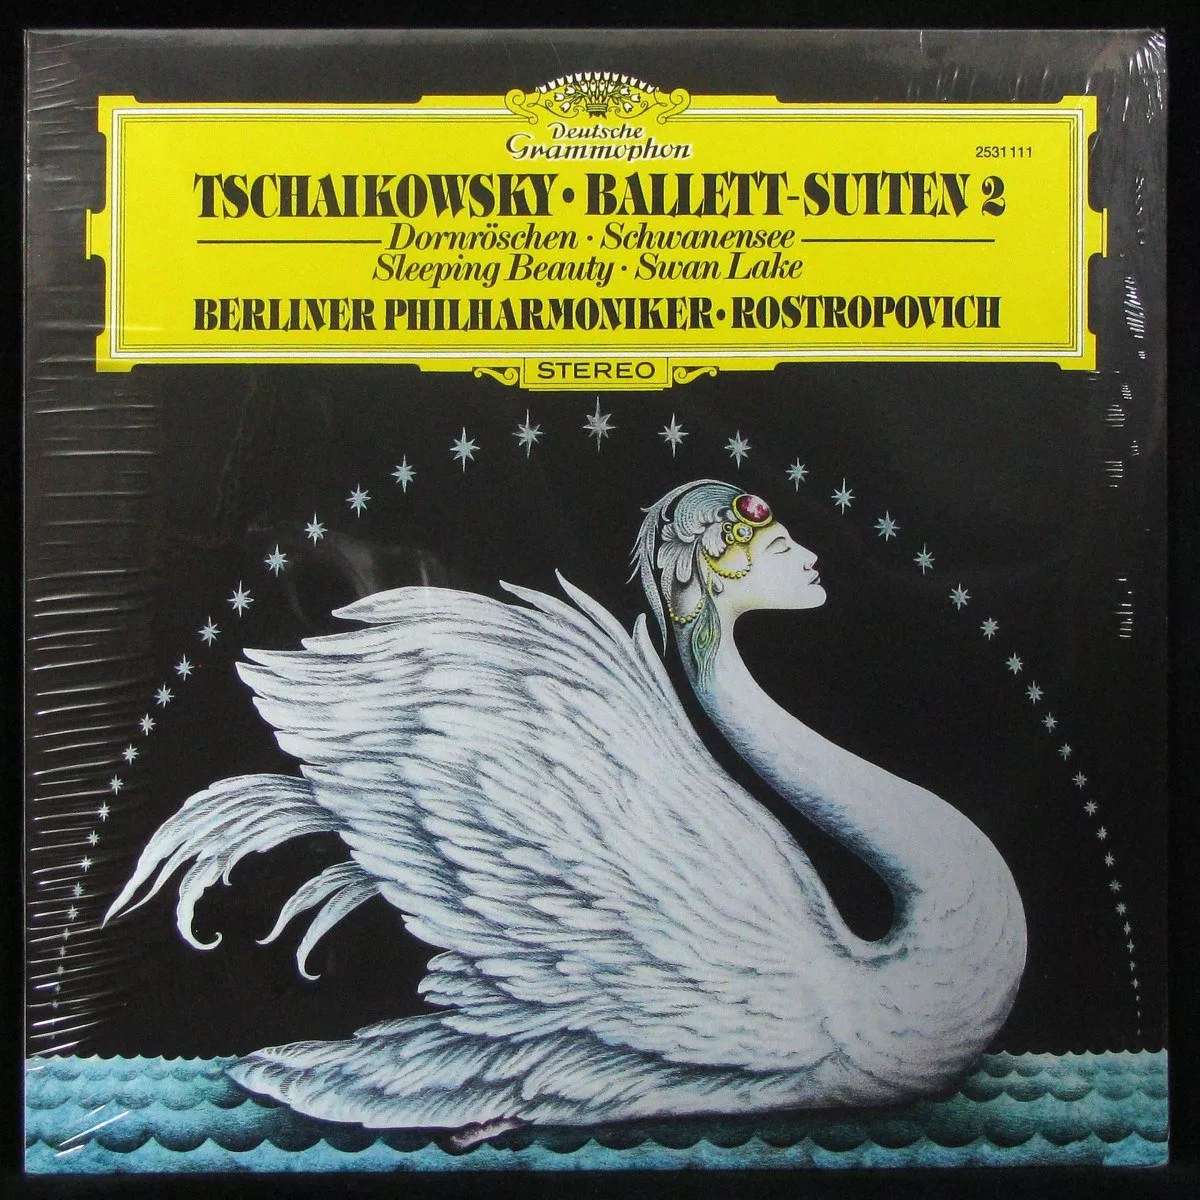 Deutsche
Grammophon
2531 111
TSCHAIKOWSKY · BALLETT-SUITEN 2
Dornröschen · Schwanensee
Sleeping Beauty · Swan Lake
BERLINER PHILHARMONIKER · ROSTROPOVICH
STEREO